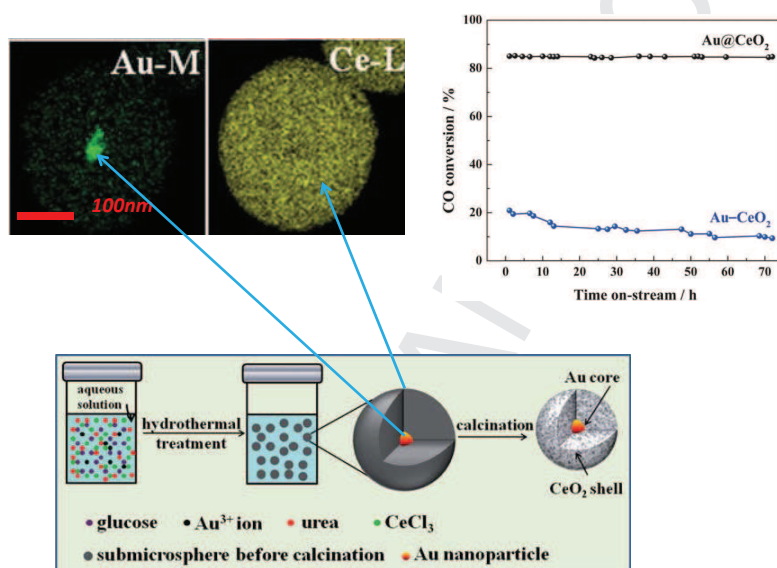 Au-M
Ce-L
100nm
100
80
60
40
20
0
CO conversion / %
Au@CeO₂
Au–CeO₂
0 10 20 30 40 50 60 70
Time on-stream / h
aqueous
solution
hydrothermal
treatment
calcination
Au core
CeO₂ shell
glucose Au³⁺ ion urea CeCl₃
submicrosphere before calcination Au nanoparticle